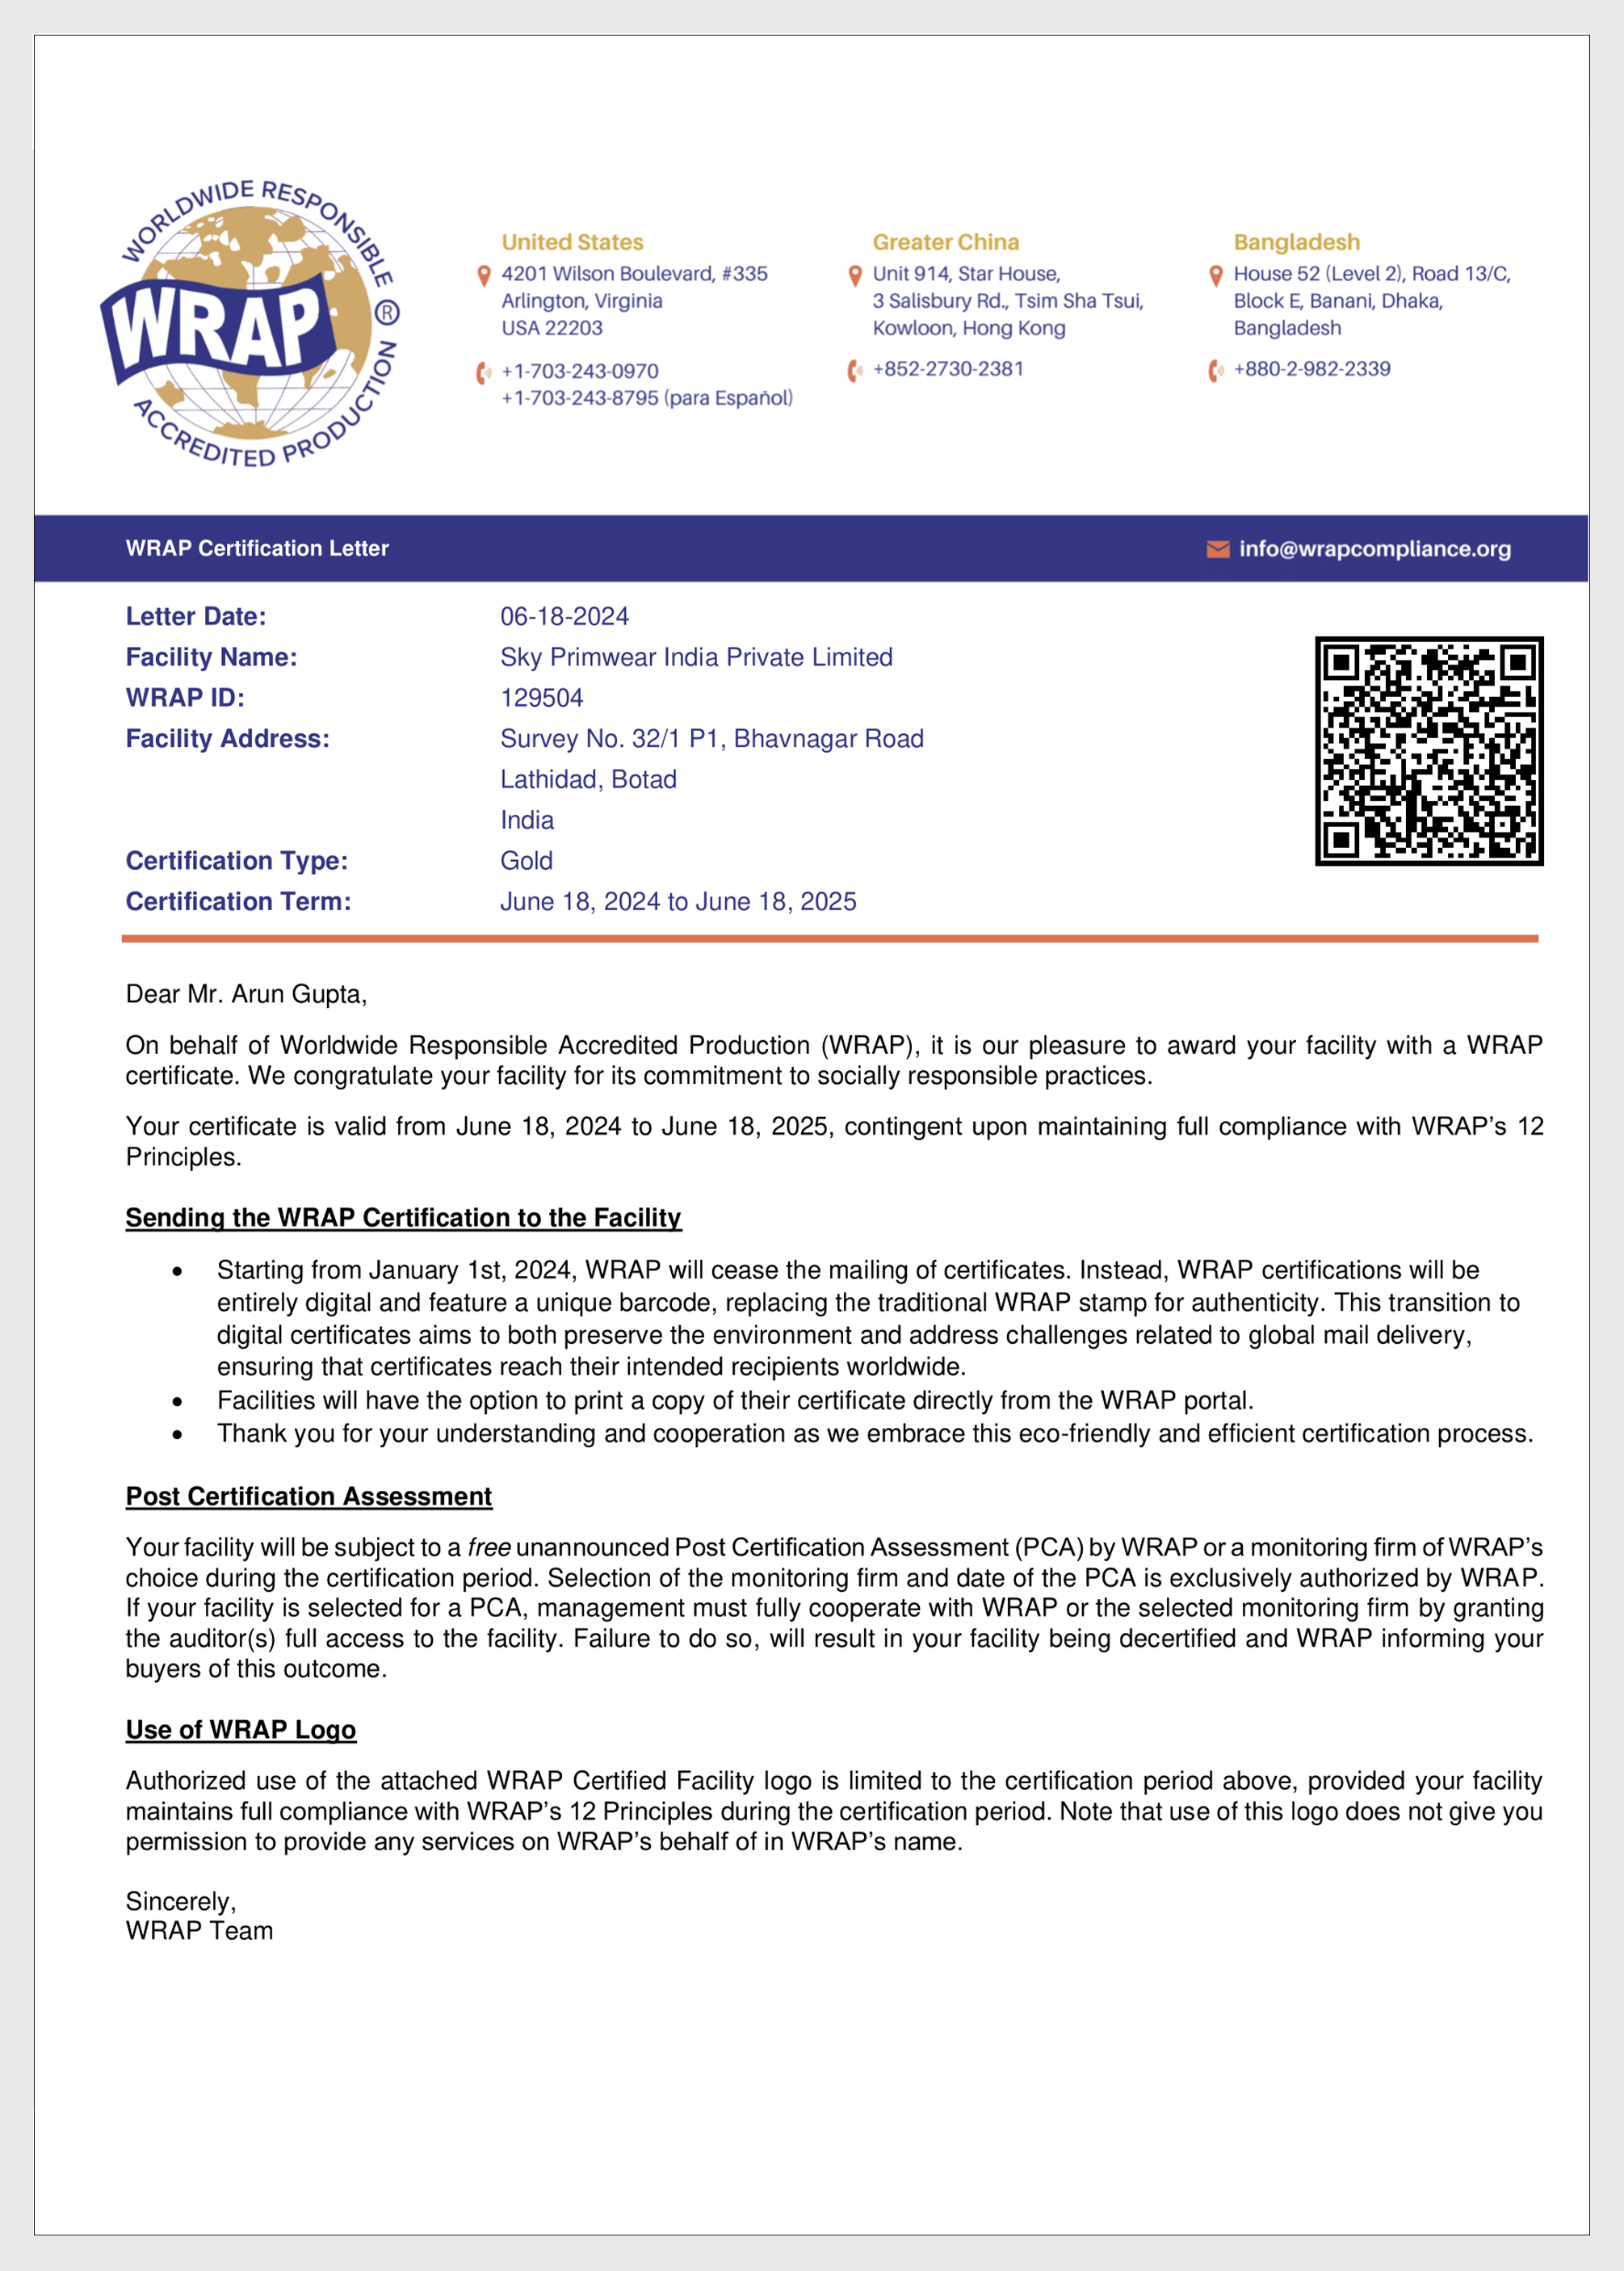 WORLDWIDE RESPONSIBLE
WRAP
®
ACCREDITED PRODUCTION
United States
4201 Wilson Boulevard, #335
Arlington, Virginia
USA 22203
+1-703-243-0970
+1-703-243-8795 (para Español)
Greater China
Unit 914, Star House,
3 Salisbury Rd., Tsim Sha Tsui,
Kowloon, Hong Kong
+852-2730-2381
Bangladesh
House 52 (Level 2), Road 13/C,
Block E, Banani, Dhaka,
Bangladesh
+880-2-982-2339
WRAP Certification Letter
info@wrapcompliance.org
Letter Date: 06-18-2024
Facility Name: Sky Primwear India Private Limited
WRAP ID: 129504
Facility Address: Survey No. 32/1 P1, Bhavnagar Road
Lathidad, Botad
India
Certification Type: Gold
Certification Term: June 18, 2024 to June 18, 2025
Dear Mr. Arun Gupta,
On behalf of Worldwide Responsible Accredited Production (WRAP), it is our pleasure to award your facility with a WRAP
certificate. We congratulate your facility for its commitment to socially responsible practices.
Your certificate is valid from June 18, 2024 to June 18, 2025, contingent upon maintaining full compliance with WRAP’s 12
Principles.
Sending the WRAP Certification to the Facility
• Starting from January 1st, 2024, WRAP will cease the mailing of certificates. Instead, WRAP certifications will be
entirely digital and feature a unique barcode, replacing the traditional WRAP stamp for authenticity. This transition to
digital certificates aims to both preserve the environment and address challenges related to global mail delivery,
ensuring that certificates reach their intended recipients worldwide.
• Facilities will have the option to print a copy of their certificate directly from the WRAP portal.
• Thank you for your understanding and cooperation as we embrace this eco-friendly and efficient certification process.
Post Certification Assessment
Your facility will be subject to a free unannounced Post Certification Assessment (PCA) by WRAP or a monitoring firm of WRAP’s
choice during the certification period. Selection of the monitoring firm and date of the PCA is exclusively authorized by WRAP.
If your facility is selected for a PCA, management must fully cooperate with WRAP or the selected monitoring firm by granting
the auditor(s) full access to the facility. Failure to do so, will result in your facility being decertified and WRAP informing your
buyers of this outcome.
Use of WRAP Logo
Authorized use of the attached WRAP Certified Facility logo is limited to the certification period above, provided your facility
maintains full compliance with WRAP’s 12 Principles during the certification period. Note that use of this logo does not give you
permission to provide any services on WRAP’s behalf of in WRAP’s name.
Sincerely,
WRAP Team